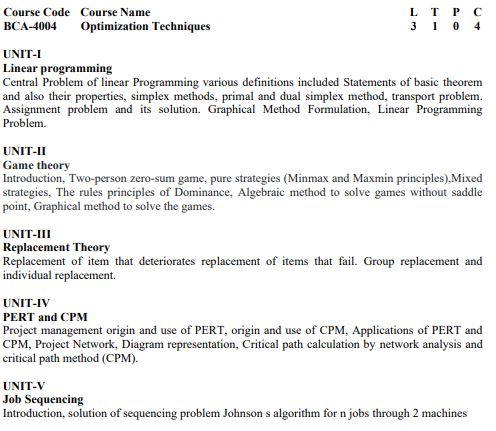 Course Code Course Name L T P C
BCA-4004 Optimization Techniques 3 1 0 4
UNIT-I
Linear programming
Central Problem of linear Programming various definitions included Statements of basic theorem
and also their properties, simplex methods, primal and dual simplex method, transport problem.
Assignment problem and its solution. Graphical Method Formulation, Linear Programming
Problem.
UNIT-II
Game theory
Introduction, Two-person zero-sum game, pure strategies (Minmax and Maxmin principles),Mixed
strategies, The rules principles of Dominance, Algebraic method to solve games without saddle
point, Graphical method to solve the games.
UNIT-III
Replacement Theory
Replacement of item that deteriorates replacement of items that fail. Group replacement and
individual replacement.
UNIT-IV
PERT and CPM
Project management origin and use of PERT, origin and use of CPM, Applications of PERT and
CPM, Project Network, Diagram representation, Critical path calculation by network analysis and
critical path method (CPM).
UNIT-V
Job Sequencing
Introduction, solution of sequencing problem Johnson s algorithm for n jobs through 2 machines